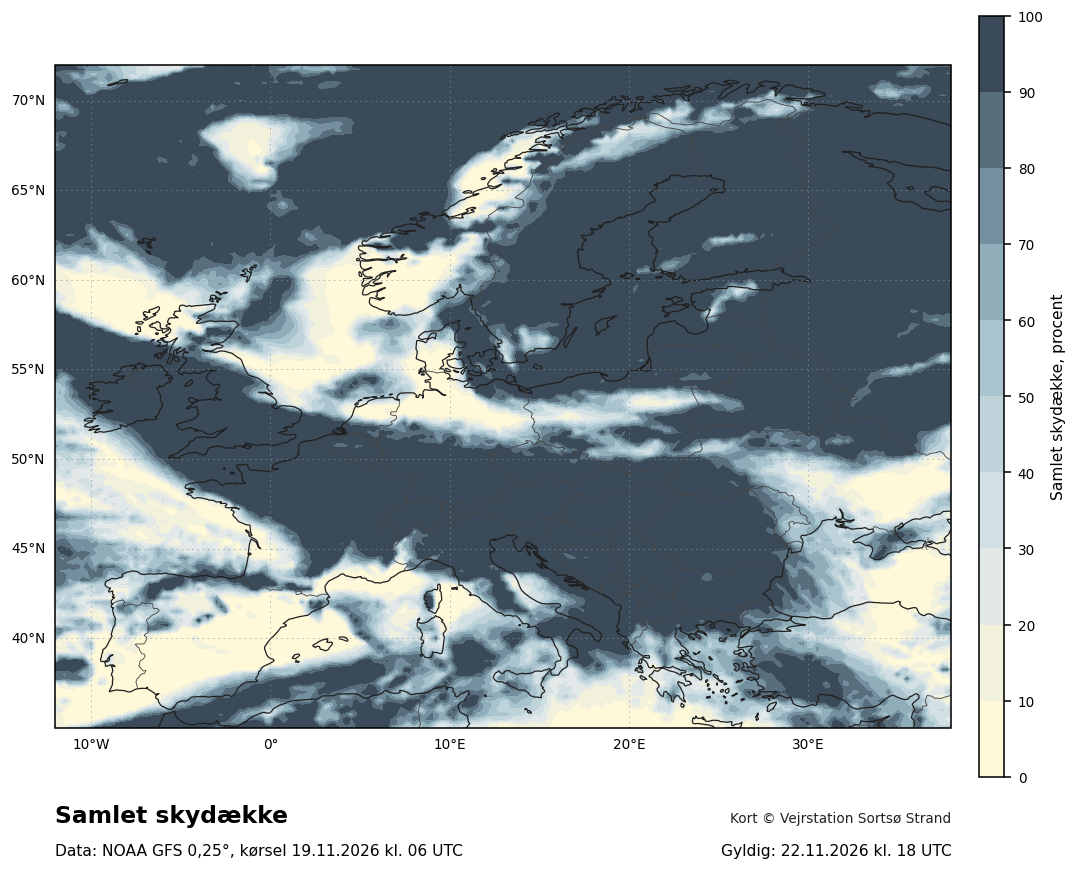 100
90
80
70
60
50
40
30
20
10
0
Samlet skydække, procent
70°N
65°N
60°N
55°N
50°N
45°N
40°N
10°W
0°
10°E
20°E
30°E
Samlet skydække
Kort © Vejrstation Sortsø Strand
Data: NOAA GFS 0,25°, kørsel 19.11.2026 kl. 06 UTC
Gyldig: 22.11.2026 kl. 18 UTC